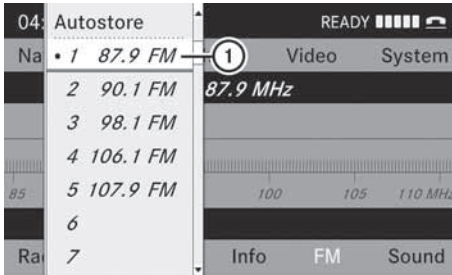 04: Autostore READY
Na • 1 87.9 FM 1 Video System
2 90.1 FM 87.9 MHz
3 98.1 FM
4 106.1 FM
85 5 107.9 FM 100 105 110 MHz
6
Ra 7 Info FM Sound